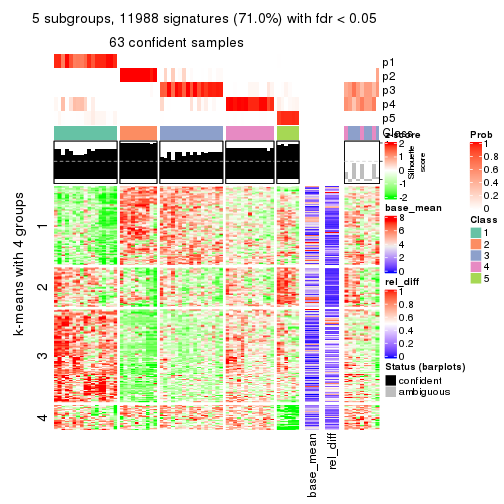 5 subgroups, 11988 signatures (71.0%) with fdr < 0.05
63 confident samples
p1
p2
p3
p4
p5
Class
z-score
2
1
0
-1
-2
Silhouette
score
Prob
1
0.8
0.6
0.4
0.2
0
base_mean
8
6
4
2
0
Class
1
2
3
4
5
rel_diff
1
0.8
0.6
0.4
0.2
0
Status (barplots)
confident
ambiguous
k-means with 4 groups
1
2
3
4
base_mean
rel_diff